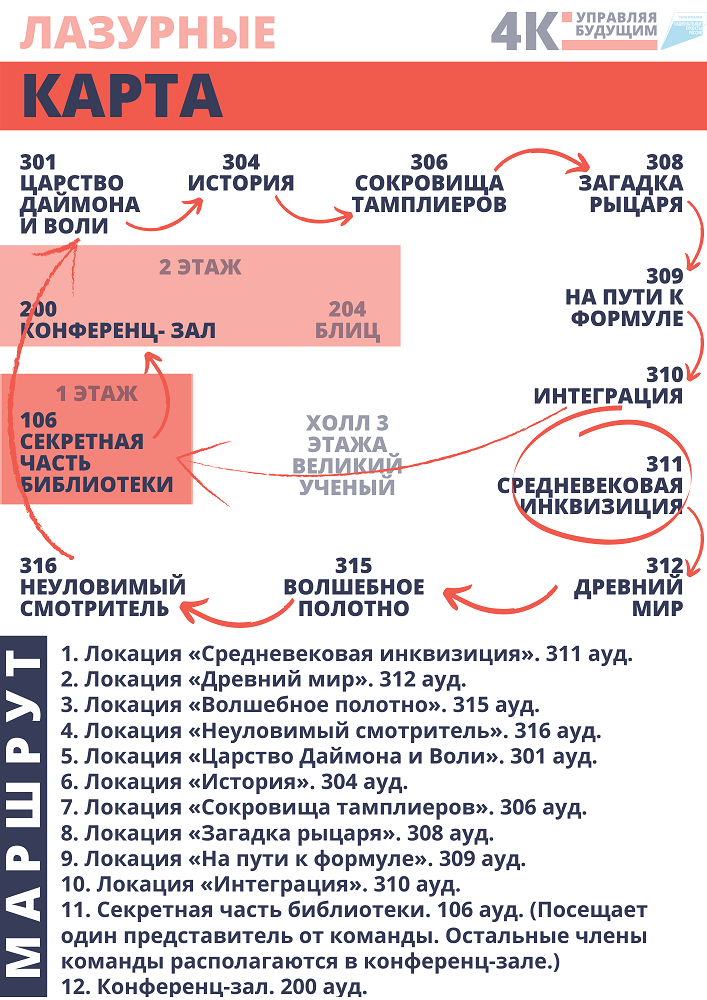 ЛАЗУРНЫЕ
4К: УПРАВЛЯЯ
БУДУЩИМ
КАРТА
301
ЦАРСТВО
ДАЙМОНА
И ВОЛИ
304
ИСТОРИЯ
306
СОКРОВИЩА
ТАМПЛИЕРОВ
308
ЗАГАДКА
РЫЦАРЯ
2 ЭТАЖ
200
КОНФЕРЕНЦ- ЗАЛ
204
БЛИЦ
309
НА ПУТИ К
ФОРМУЛЕ
310
ИНТЕГРАЦИЯ
1 ЭТАЖ
106
СЕКРЕТНАЯ
ЧАСТЬ
БИБЛИОТЕКИ
ХОЛЛ 3
ЭТАЖА
ВЕЛИКИЙ
УЧЕНЫЙ
311
СРЕДНЕВЕКОВАЯ
ИНКВИЗИЦИЯ
316
НЕУЛОВИМЫЙ
СМОТРИТЕЛЬ
315
ВОЛШЕБНОЕ
ПОЛОТНО
312
ДРЕВНИЙ
МИР
МАРШРУТ
1. Локация «Средневековая инквизиция». 311 ауд.
2. Локация «Древний мир». 312 ауд.
3. Локация «Волшебное полотно». 315 ауд.
4. Локация «Неуловимый смотритель». 316 ауд.
5. Локация «Царство Даймона и Воли». 301 ауд.
6. Локация «История». 304 ауд.
7. Локация «Сокровища тамплиеров». 306 ауд.
8. Локация «Загадка рыцаря». 308 ауд.
9. Локация «На пути к формуле». 309 ауд.
10. Локация «Интеграция». 310 ауд.
11. Секретная часть библиотеки. 106 ауд. (Посещает
один представитель от команды. Остальные члены
команды располагаются в конференц-зале.)
12. Конференц-зал. 200 ауд.